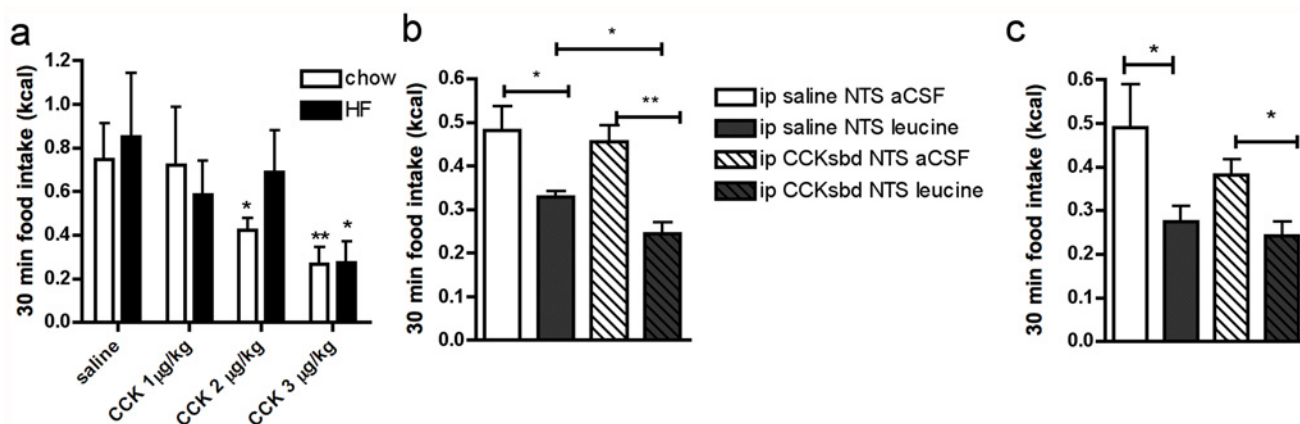 a
30 min food intake (kcal)
1.2
1.0
0.8
0.6
0.4
0.2
0.0
chow
HF
*
**
*
saline
CCK 1µg/kg
CCK 2 µg/kg
CCK 3 µg/kg
b
30 min food intake (kcal)
0.6
0.5
0.4
0.3
0.2
0.1
0.0
*
*
**
ip saline NTS aCSF
ip saline NTS leucine
ip CCKsbd NTS aCSF
ip CCKsbd NTS leucine
c
30 min food intake (kcal)
0.6
0.5
0.4
0.3
0.2
0.1
0.0
*
*